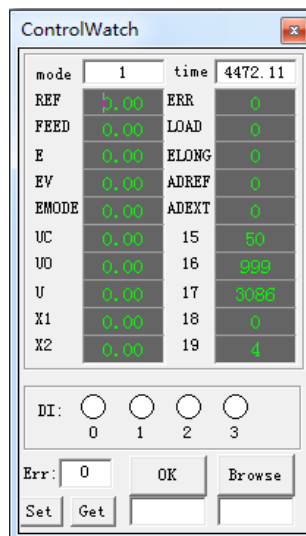 ControlWatch
mode 1 time 4472.11
REF 0.00 ERR 0
FEED 0.00 LOAD 0
E 0.00 ELONG 0
EV 0.00 ADREF 0
EMODE 0.00 ADEXT 0
UC 0.00 15 50
UO 0.00 16 999
U 0.00 17 3086
X1 0.00 18 0
X2 0.00 19 4
DI:
0 1 2 3
Err: 0 OK Browse
Set Get